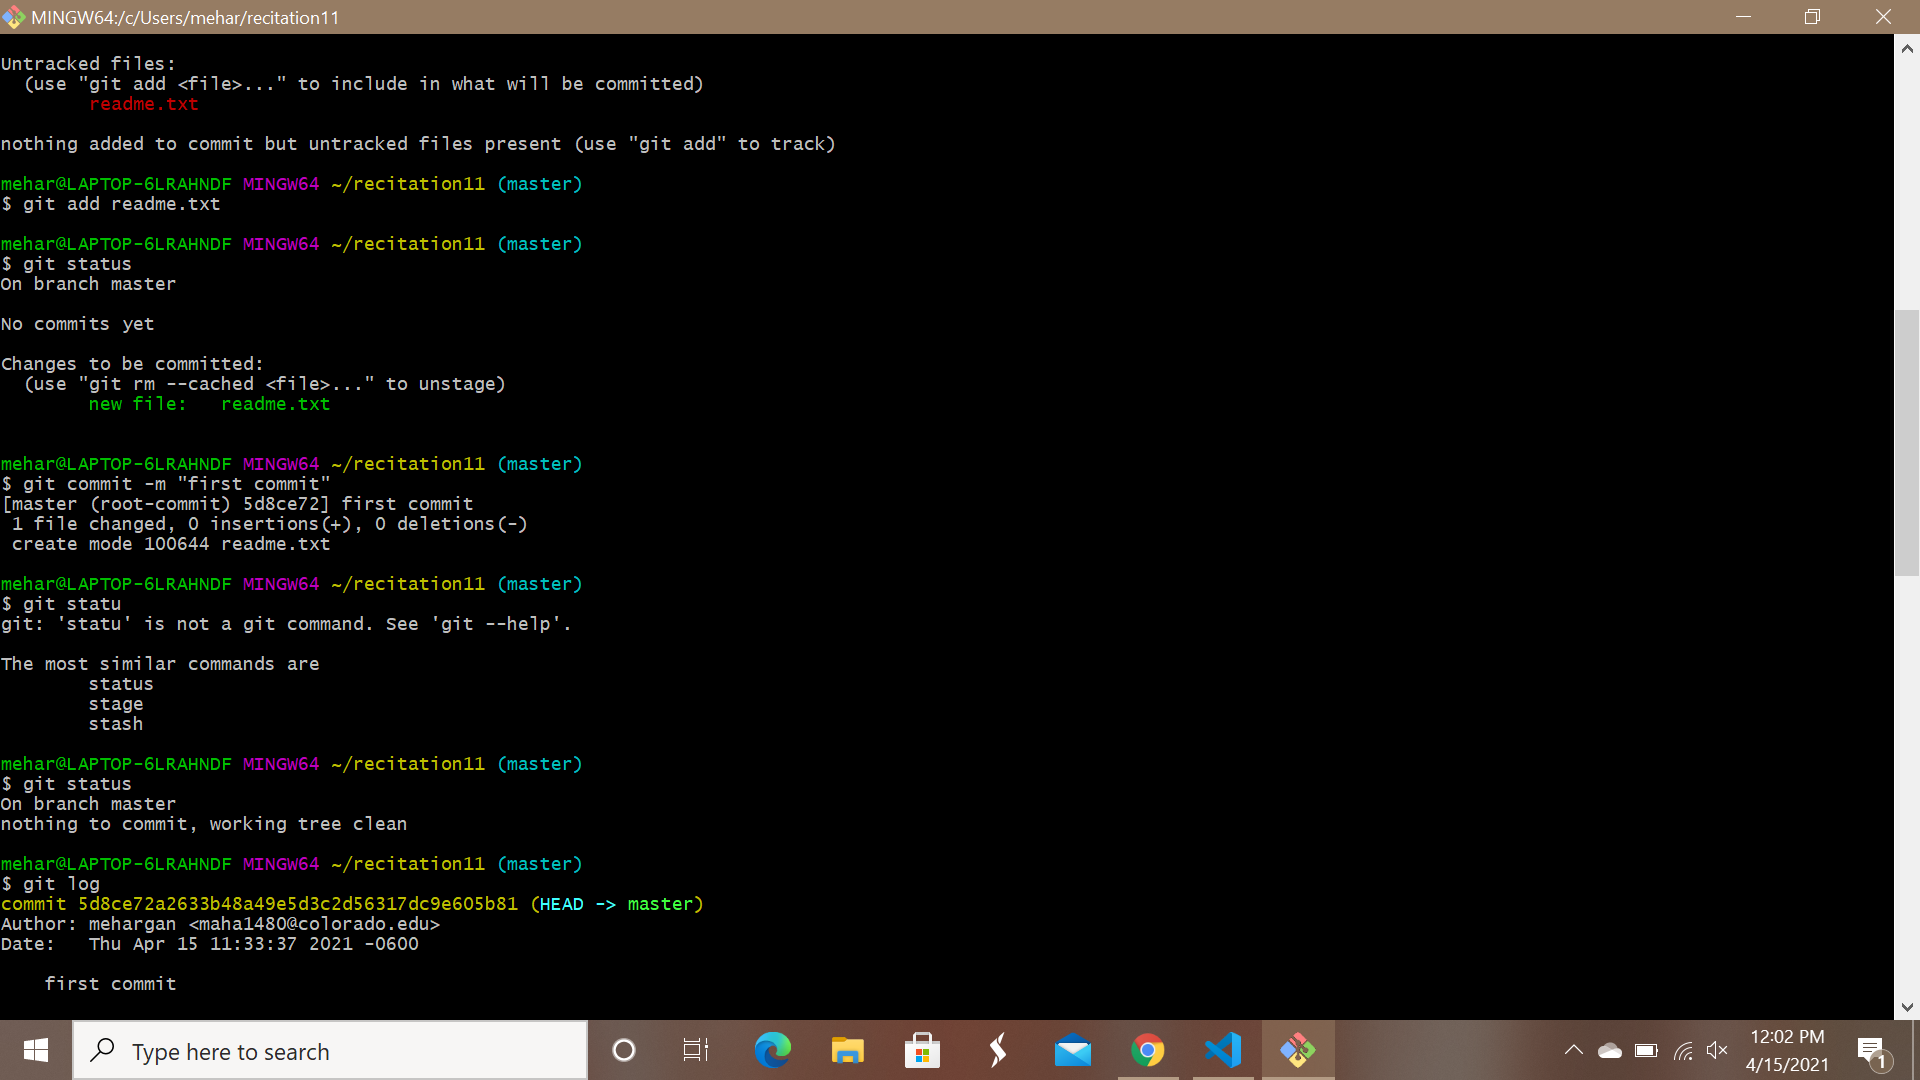 MINGW64:/c/Users/mehar/recitation11
Untracked files:
  (use "git add <file>..." to include in what will be committed)
        readme.txt
nothing added to commit but untracked files present (use "git add" to track)
mehar@LAPTOP-6LRAHNDF MINGW64 ~/recitation11 (master)
$ git add readme.txt
mehar@LAPTOP-6LRAHNDF MINGW64 ~/recitation11 (master)
$ git status
On branch master
No commits yet
Changes to be committed:
  (use "git rm --cached <file>..." to unstage)
        new file:   readme.txt
mehar@LAPTOP-6LRAHNDF MINGW64 ~/recitation11 (master)
$ git commit -m "first commit"
[master (root-commit) 5d8ce72] first commit
 1 file changed, 0 insertions(+), 0 deletions(-)
 create mode 100644 readme.txt
mehar@LAPTOP-6LRAHNDF MINGW64 ~/recitation11 (master)
$ git statu
git: 'statu' is not a git command. See 'git --help'.
The most similar commands are
        status
        stage
        stash
mehar@LAPTOP-6LRAHNDF MINGW64 ~/recitation11 (master)
$ git status
On branch master
nothing to commit, working tree clean
mehar@LAPTOP-6LRAHNDF MINGW64 ~/recitation11 (master)
$ git log
commit 5d8ce72a2633b48a49e5d3c2d56317dc9e605b81 (HEAD -> master)
Author: mehargan <maha1480@colorado.edu>
Date:   Thu Apr 15 11:33:37 2021 -0600
    first commit
Type here to search
12:02 PM
4/15/2021
1